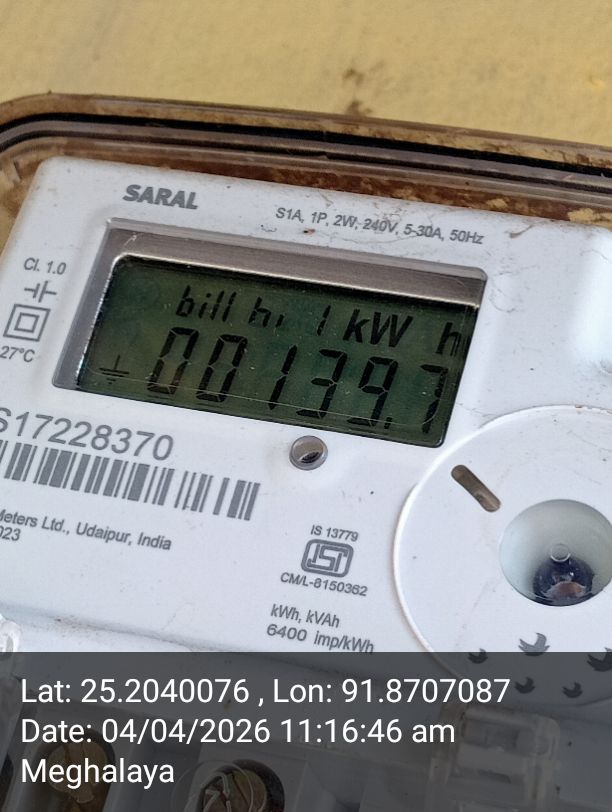 SARAL
S1A, 1P, 2W, 240V, 5-30A, 50Hz
Cl. 1.0
27°C
bill hi 1 kW h
00139.7
S17228370
Meters Ltd., Udaipur, India
023
IS 13779
ISI
CM/L-8150362
kWh, kVAh
6400 imp/kWh
Lat: 25.2040076 , Lon: 91.8707087
Date: 04/04/2026 11:16:46 am
Meghalaya